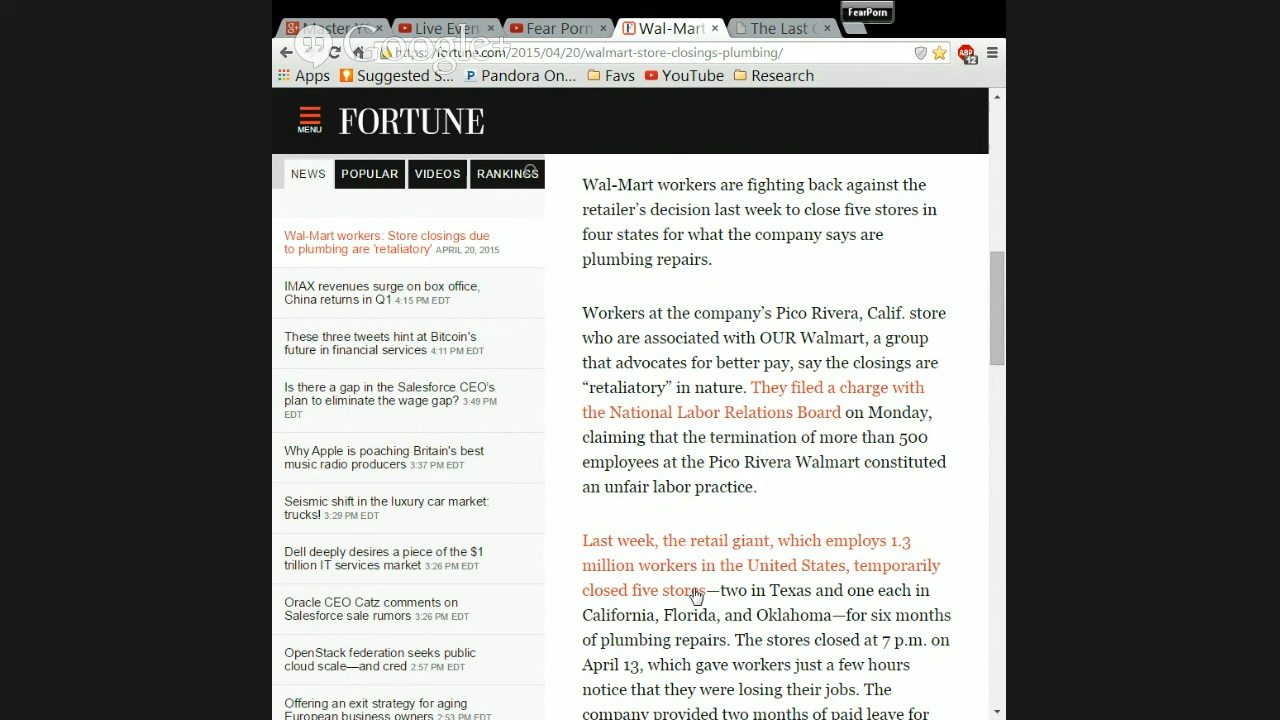 FearPorn
Master Y
Live Even
Fear Porn
Wal-Mart
The Last
Google+
https://fortune.com/2015/04/20/walmart-store-closings-plumbing/
12
Apps
Suggested S...
Pandora On...
Favs
YouTube
Research
MENU
FORTUNE
NEWS
POPULAR
VIDEOS
RANKINGS
Wal-Mart workers: Store closings due
to plumbing are 'retaliatory' APRIL 20, 2015
IMAX revenues surge on box office,
China returns in Q1 4:15 PM EDT
These three tweets hint at Bitcoin's
future in financial services 4:11 PM EDT
Is there a gap in the Salesforce CEO's
plan to eliminate the wage gap? 3:49 PM
EDT
Why Apple is poaching Britain's best
music radio producers 3:37 PM EDT
Seismic shift in the luxury car market:
trucks! 3:29 PM EDT
Dell deeply desires a piece of the $1
trillion IT services market 3:26 PM EDT
Oracle CEO Catz comments on
Salesforce sale rumors 3:26 PM EDT
OpenStack federation seeks public
cloud scale—and cred 2:57 PM EDT
Offering an exit strategy for aging
European business owners 2:53 PM EDT
Wal-Mart workers are fighting back against the
retailer’s decision last week to close five stores in
four states for what the company says are
plumbing repairs.
Workers at the company’s Pico Rivera, Calif. store
who are associated with OUR Walmart, a group
that advocates for better pay, say the closings are
“retaliatory” in nature. They filed a charge with
the National Labor Relations Board on Monday,
claiming that the termination of more than 500
employees at the Pico Rivera Walmart constituted
an unfair labor practice.
Last week, the retail giant, which employs 1.3
million workers in the United States, temporarily
closed five stores—two in Texas and one each in
California, Florida, and Oklahoma—for six months
of plumbing repairs. The stores closed at 7 p.m. on
April 13, which gave workers just a few hours
notice that they were losing their jobs. The
company provided two months of paid leave for